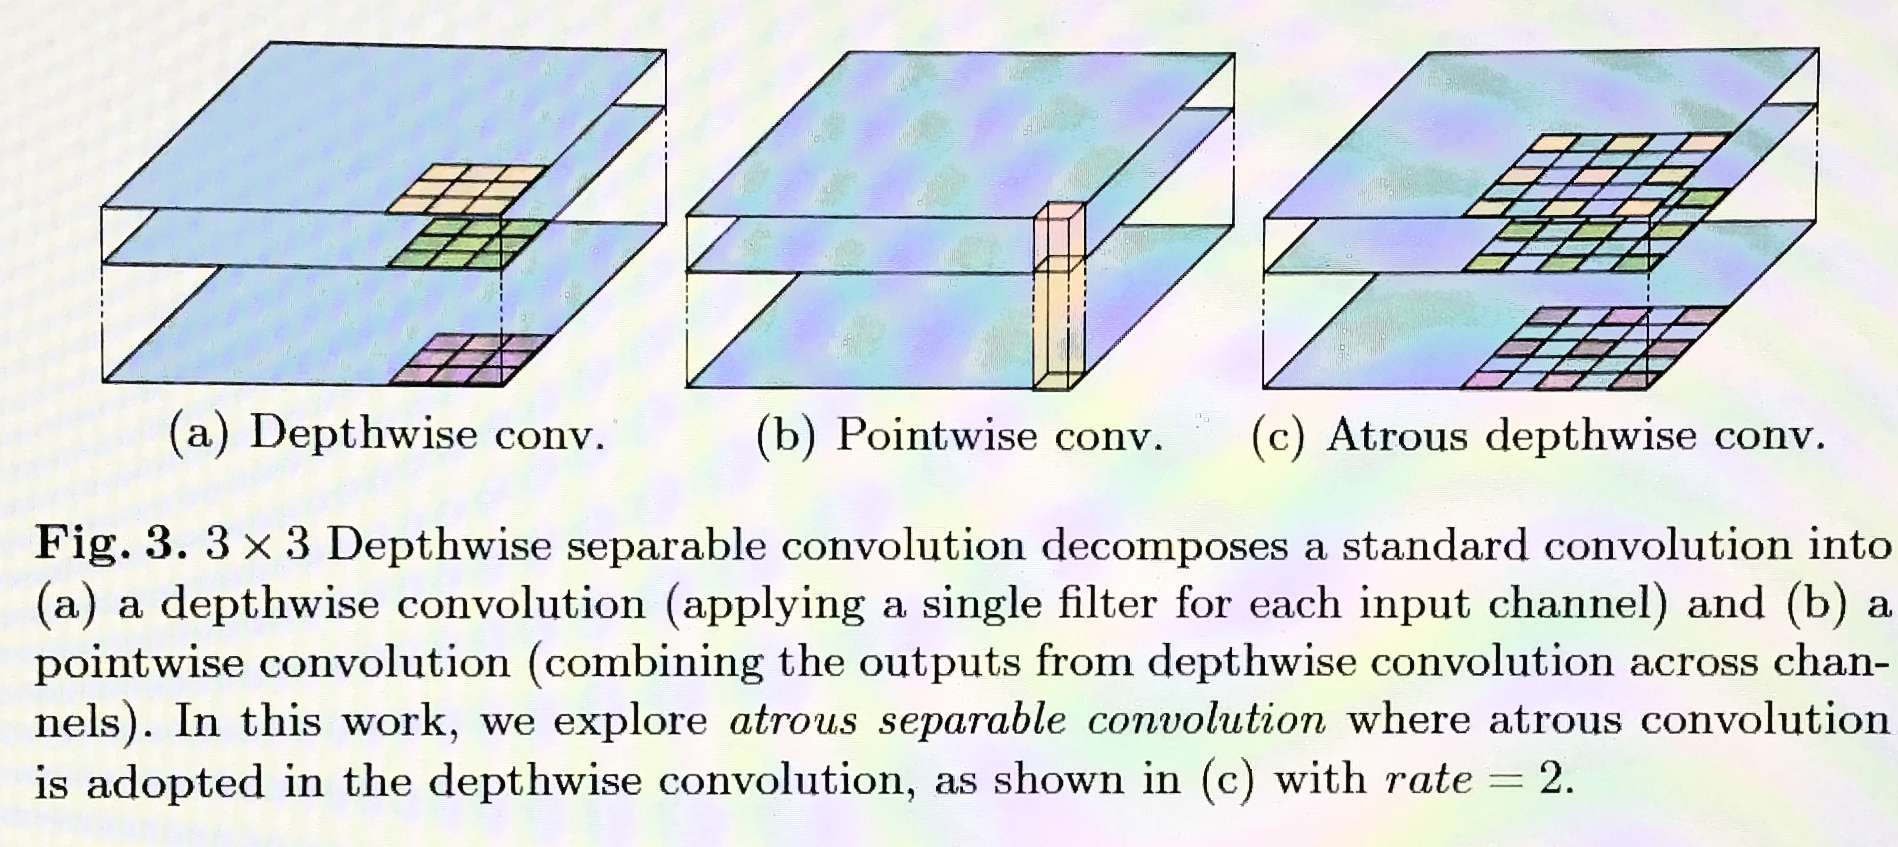 (a) Depthwise conv.
(b) Pointwise conv.
(c) Atrous depthwise conv.
Fig. 3. 3 × 3 Depthwise separable convolution decomposes a standard convolution into
(a) a depthwise convolution (applying a single filter for each input channel) and (b) a
pointwise convolution (combining the outputs from depthwise convolution across chan-
nels). In this work, we explore atrous separable convolution where atrous convolution
is adopted in the depthwise convolution, as shown in (c) with rate = 2.